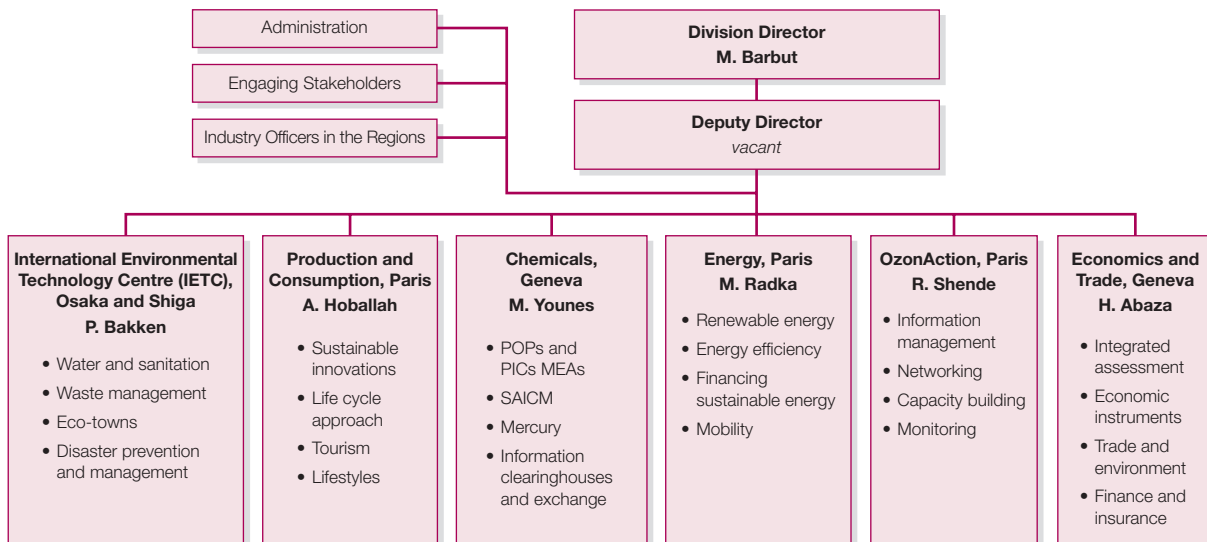 Administration
Engaging Stakeholders
Industry Officers in the Regions
Division Director
M. Barbut
Deputy Director
vacant
International Environmental
Technology Centre (IETC),
Osaka and Shiga
P. Bakken
• Water and sanitation
• Waste management
• Eco-towns
• Disaster prevention
and management
Production and
Consumption, Paris
A. Hoballah
• Sustainable
innovations
• Life cycle
approach
• Tourism
• Lifestyles
Chemicals,
Geneva
M. Younes
• POPs and
PICs MEAs
• SAICM
• Mercury
• Information
clearinghouses
and exchange
Energy, Paris
M. Radka
• Renewable energy
• Energy efficiency
• Financing
sustainable energy
• Mobility
OzonAction, Paris
R. Shende
• Information
management
• Networking
• Capacity building
• Monitoring
Economics and
Trade, Geneva
H. Abaza
• Integrated
assessment
• Economic
instruments
• Trade and
environment
• Finance and
insurance